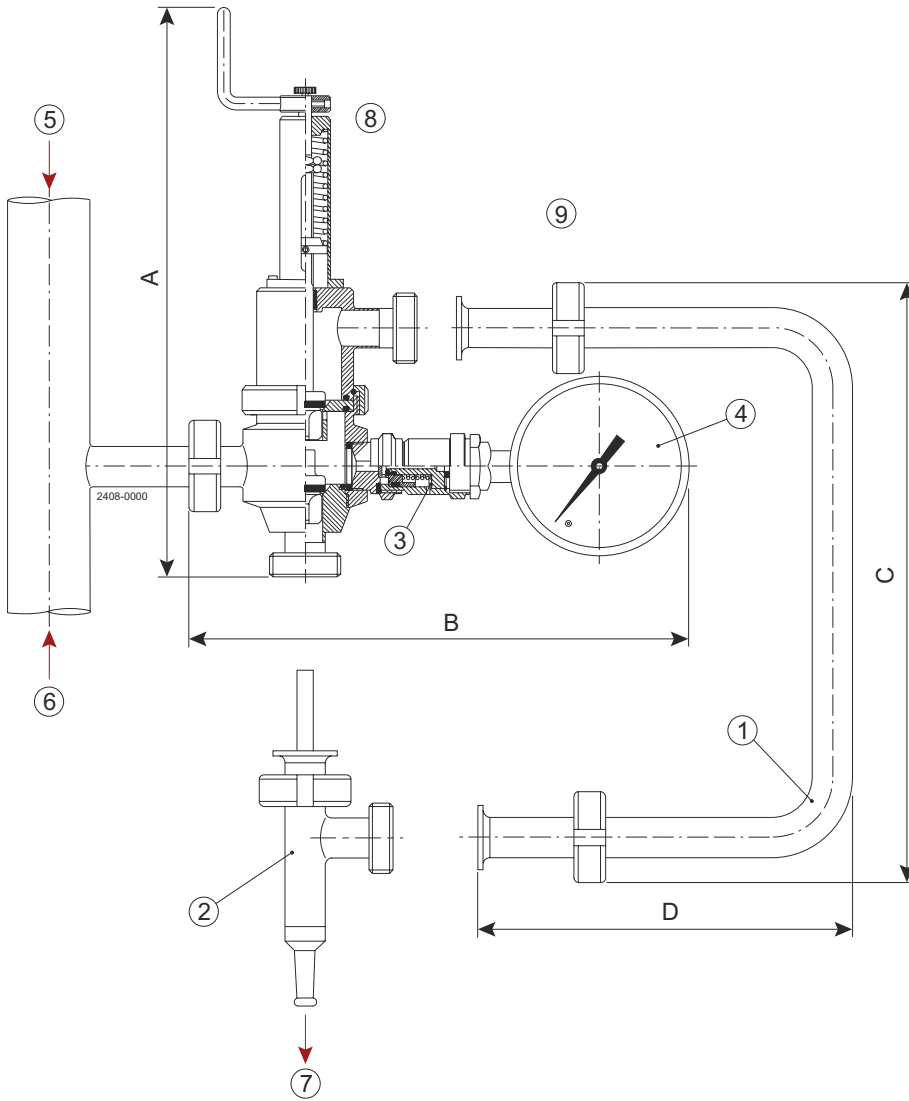 ⑤
⑧
⑨
A
④
2408-0000
③
C
B
⑥
①
②
D
⑦